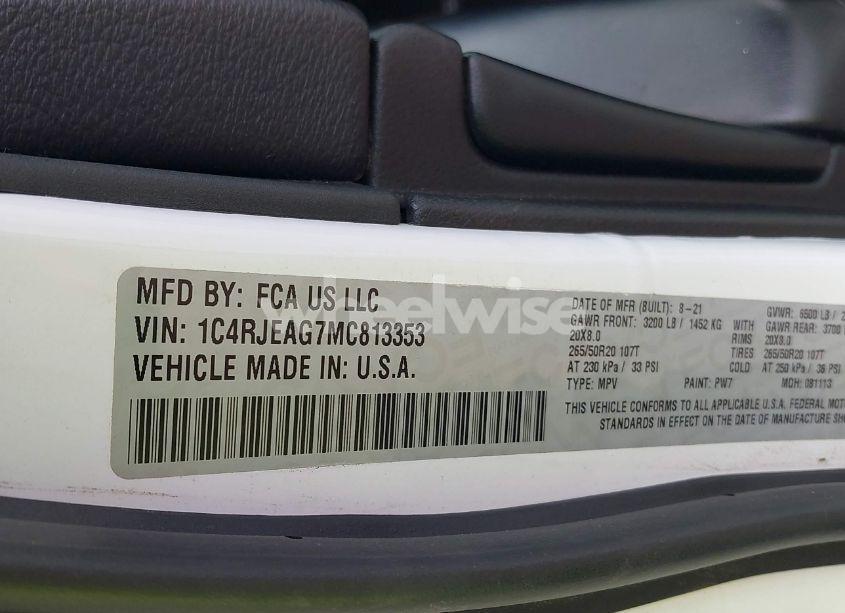 MFD BY: FCA US LLC
VIN: 1C4RJEAG7MC813353
VEHICLE MADE IN: U.S.A.
DATE OF MFR (BUILT): 8-21
GVWR: 6500 LB /
GAWR FRONT: 3200 LB / 1452 KG WITH GAWR REAR: 3700
20X8.0 RIMS 20X8.0
265/50R20 107T TIRES 265/50R20 107T
AT 230 kPa / 33 PSI COLD AT 250 kPa / 36 PSI
TYPE: MPV PAINT: PW7 MDH: 081113
THIS VEHICLE CONFORMS TO ALL APPLICABLE U.S.A. FEDERAL
STANDARDS IN EFFECT ON THE DATE OF MANUFACTURE
wheelwise